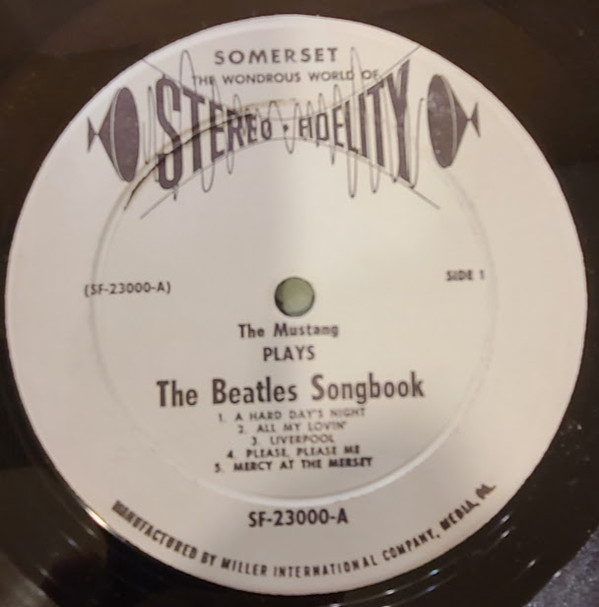 SOMERSET
THE WONDROUS WORLD OF
STEREO · FIDELITY
(SF-23000-A)
SIDE 1
The Mustang
PLAYS
The Beatles Songbook
1. A HARD DAY'S NIGHT
2. ALL MY LOVIN'
3. LIVERPOOL
4. PLEASE, PLEASE ME
5. MERCY AT THE MERSEY
SF-23000-A
MANUFACTURED BY MILLER INTERNATIONAL COMPANY, MEDIA, PA.